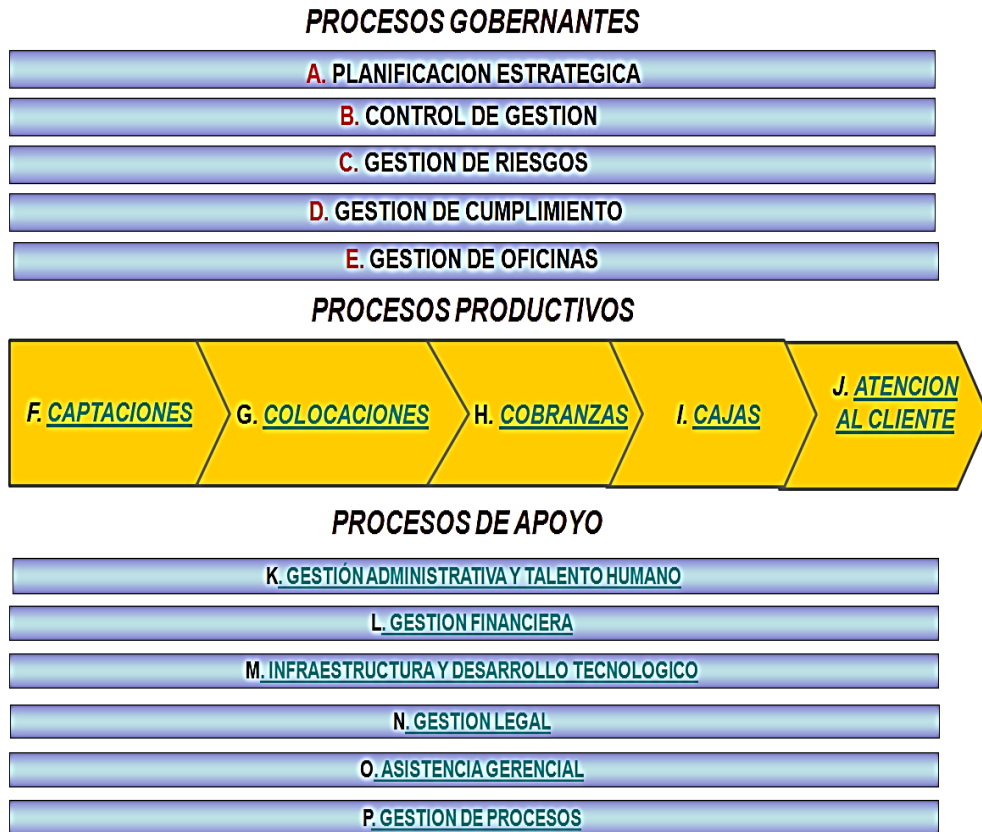 PROCESOS GOBERNANTES
A. PLANIFICACION ESTRATEGICA
B. CONTROL DE GESTION
C. GESTION DE RIESGOS
D. GESTION DE CUMPLIMIENTO
E. GESTION DE OFICINAS
PROCESOS PRODUCTIVOS
F. CAPTACIONES
G. COLOCACIONES
H. COBRANZAS
I. CAJAS
J. ATENCION
AL CLIENTE
PROCESOS DE APOYO
K. GESTIÓN ADMINISTRATIVA Y TALENTO HUMANO
L. GESTION FINANCIERA
M. INFRAESTRUCTURA Y DESARROLLO TECNOLOGICO
N. GESTION LEGAL
O. ASISTENCIA GERENCIAL
P. GESTION DE PROCESOS